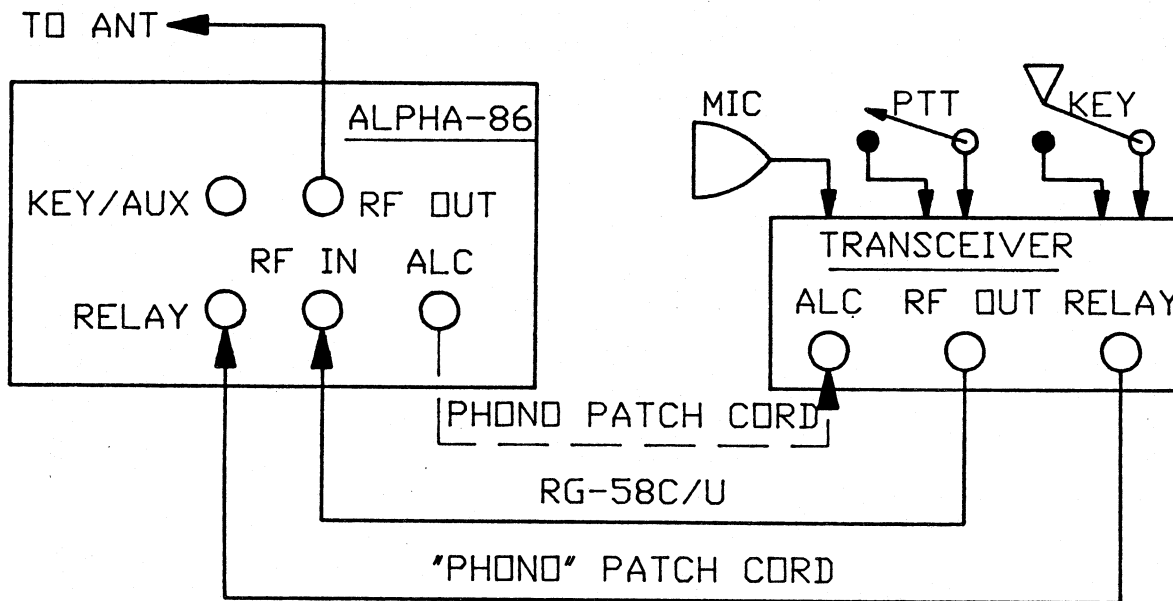 TO ANT
ALPHA-86
KEY/AUX
RF OUT
RF IN
ALC
RELAY
MIC
PTT
KEY
TRANSCEIVER
ALC
RF OUT
RELAY
PHONO PATCH CORD
RG-58C/U
"PHONO" PATCH CORD